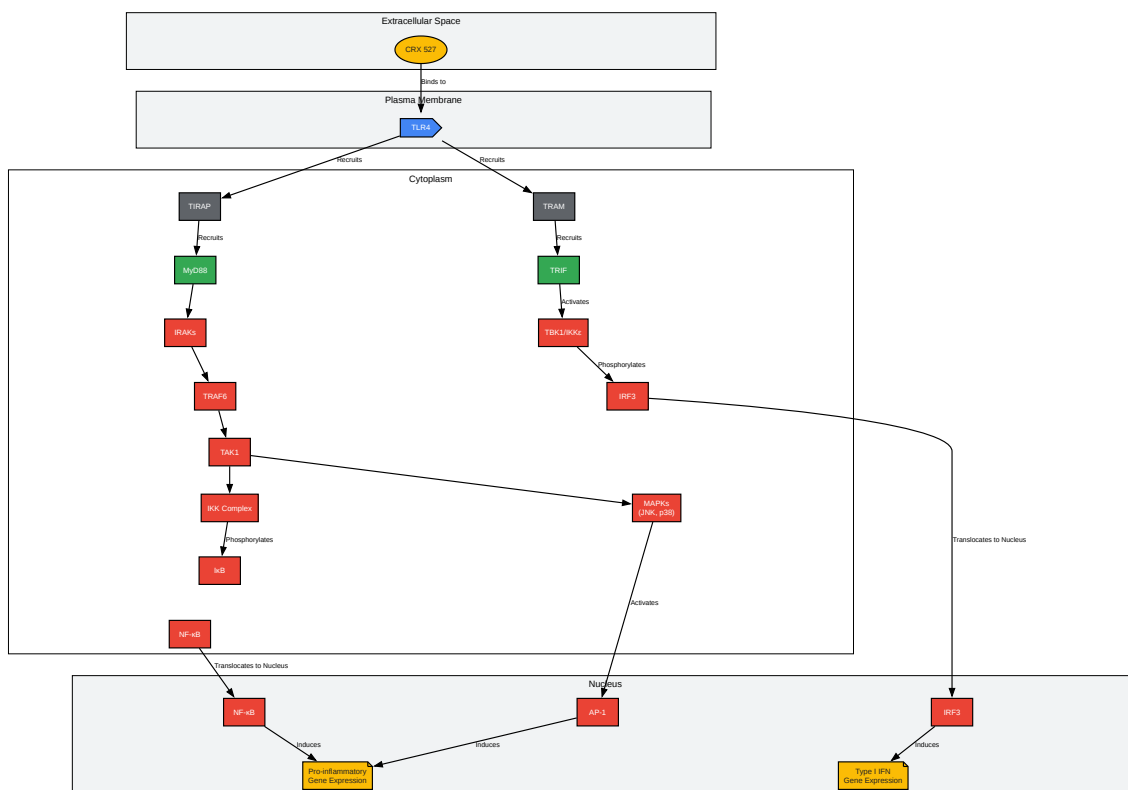 Extracellular Space
CRX 527
Binds to
Plasma Membrane
TLR4
Recruits
Recruits
Cytoplasm
TIRAP
TRAM
Recruits
Recruits
MyD88
TRIF
Activates
IRAKs
TBK1/IKKε
Phosphorylates
TRAF6
IRF3
TAK1
IKK Complex
MAPKs
(JNK, p38)
Phosphorylates
Translocates to Nucleus
IκB
Activates
NF-κB
Translocates to Nucleus
Nucleus
NF-κB
AP-1
IRF3
Induces
Induces
Induces
Pro-inflammatory
Gene Expression
Type I IFN
Gene Expression